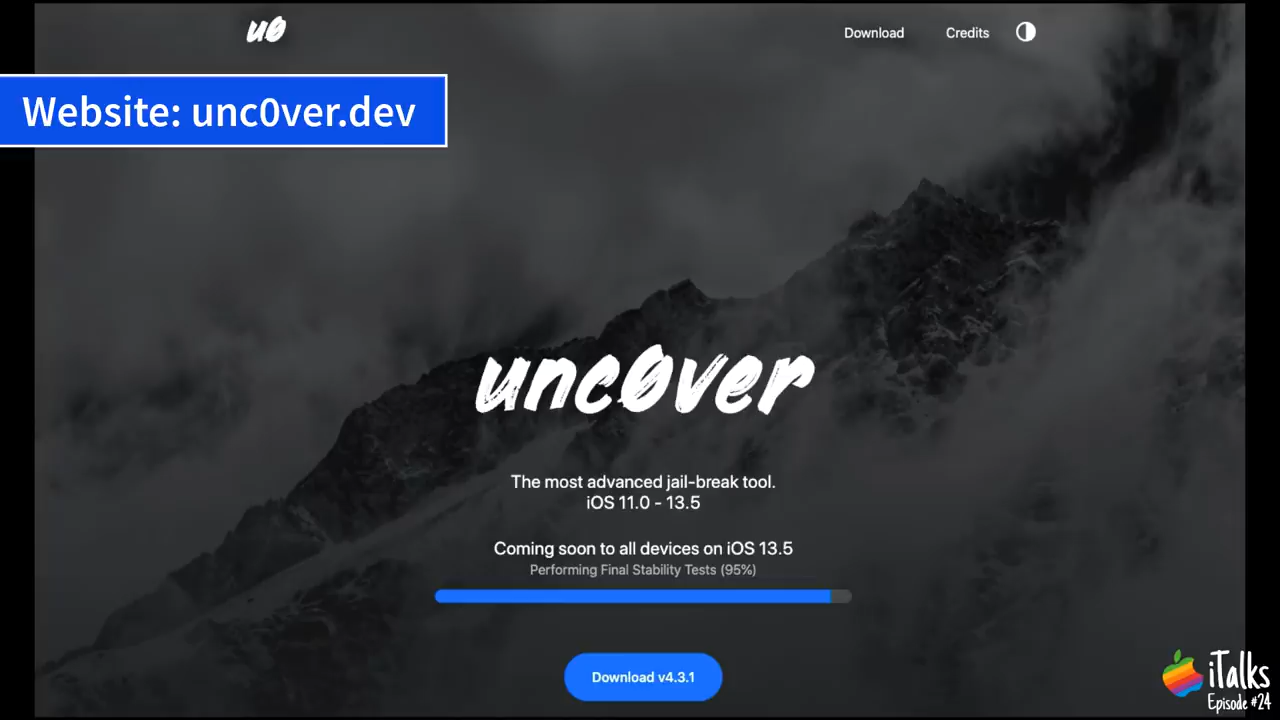 u0
Download
Credits
Website: unc0ver.dev
unc0ver
The most advanced jail-break tool.
iOS 11.0 - 13.5
Coming soon to all devices on iOS 13.5
Performing Final Stability Tests (95%)
Download v4.3.1
iTalks
Episode #24